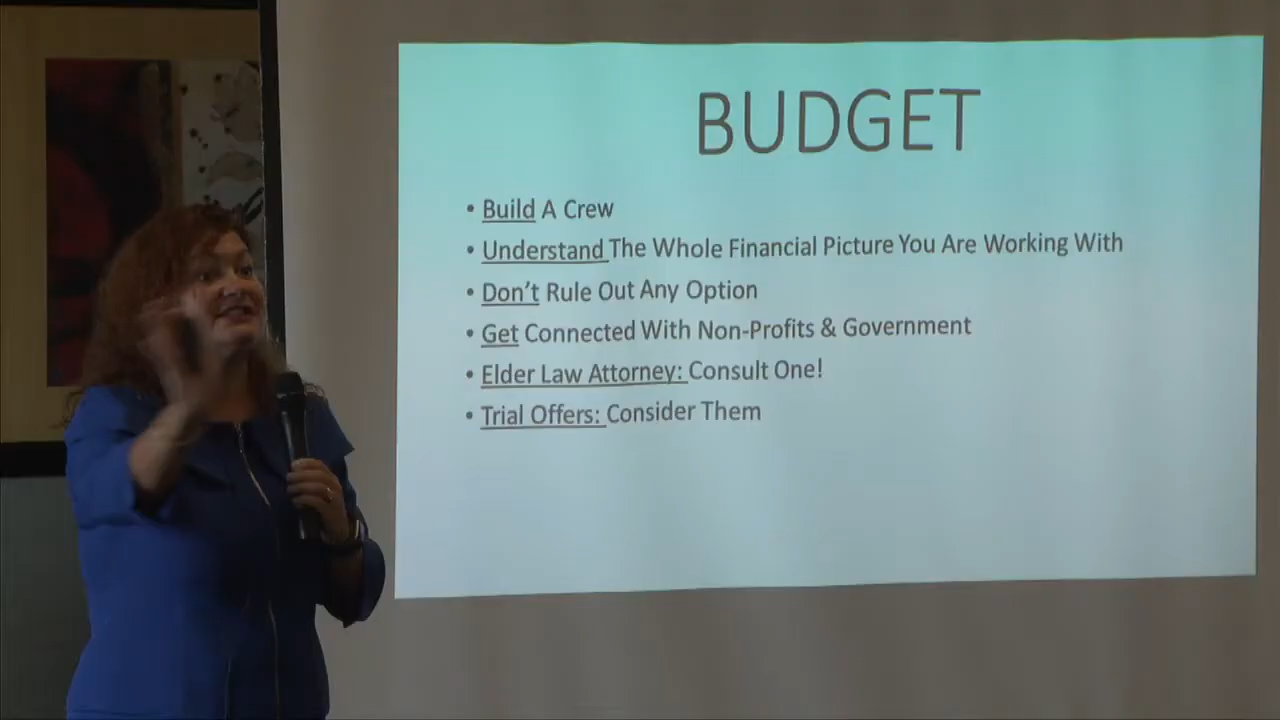 BUDGET
• Build A Crew
• Understand The Whole Financial Picture You Are Working With
• Don't Rule Out Any Option
• Get Connected With Non-Profits & Government
• Elder Law Attorney: Consult One!
• Trial Offers: Consider Them